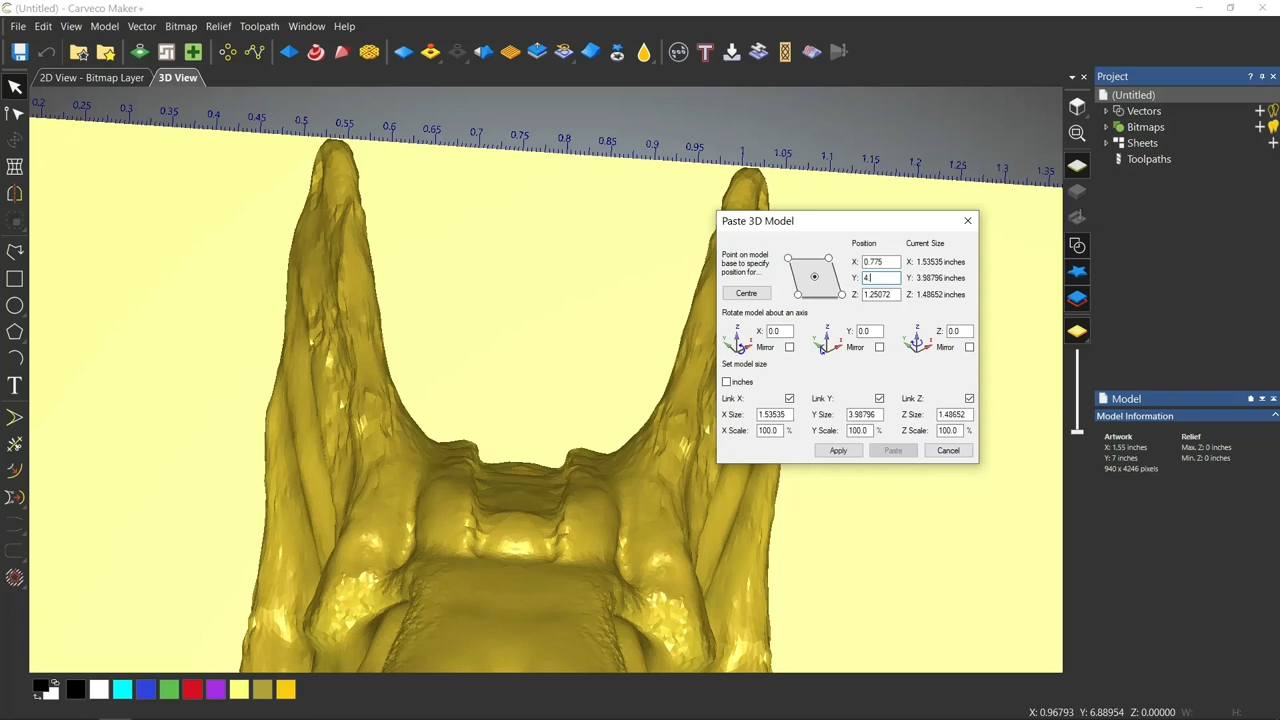 (Untitled) - Carveco Maker+
File Edit View Model Vector Bitmap Relief Toolpath Window Help
2D View - Bitmap Layer 3D View
0.2 0.25 0.3 0.35 0.4 0.45 0.5 0.55 0.6 0.65 0.7 0.75 0.8 0.85 0.9 0.95 1 1.05 1.1 1.15 1.2 1.25 1.3 1.35
Project
(Untitled)
Vectors
Bitmaps
Sheets
Toolpaths
Paste 3D Model
Point on model
base to specify
position for...
Centre
Position Current Size
X: 0.775 X: 1.53535 inches
Y: 4. Y: 3.98796 inches
Z: 1.25072 Z: 1.48652 inches
Rotate model about an axis
X: 0.0 Y: 0.0 Z: 0.0
Mirror Mirror Mirror
Set model size
inches
Link X: Link Y: Link Z:
X Size: 1.53535 Y Size: 3.98796 Z Size: 1.48652
X Scale: 100.0 % Y Scale: 100.0 % Z Scale: 100.0 %
Apply Paste Cancel
Model
Model Information
Artwork Relief
X: 1.55 inches Max. Z: 0 inches
Y: 7 inches Min. Z: 0 inches
940 x 4246 pixels
X: 0.96793 Y: 6.88954 Z: 0.00000 W: H: